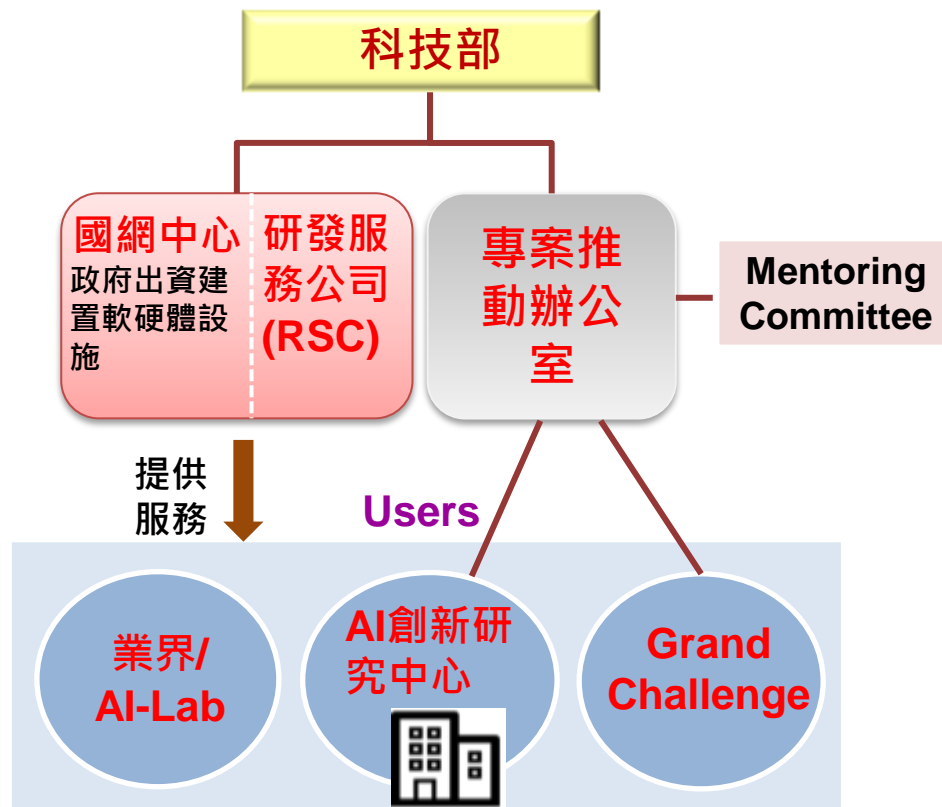 科技部
國網中心
政府出資建
置軟硬體設
施
研發服
務公司
(RSC)
專案推
動辦公
室
Mentoring
Committee
提供
服務
Users
業界/
AI-Lab
AI創新研
究中心
Grand
Challenge